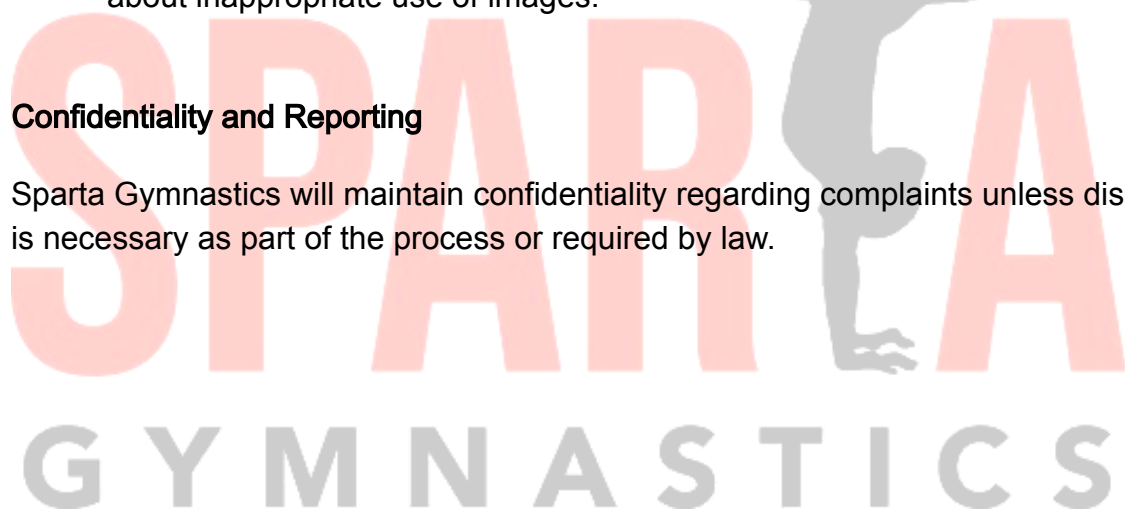 about inappropriate use of images.
Confidentiality and Reporting
Sparta Gymnastics will maintain confidentiality regarding complaints unless dis
is necessary as part of the process or required by law.
SPARTA
GYMNASTICS